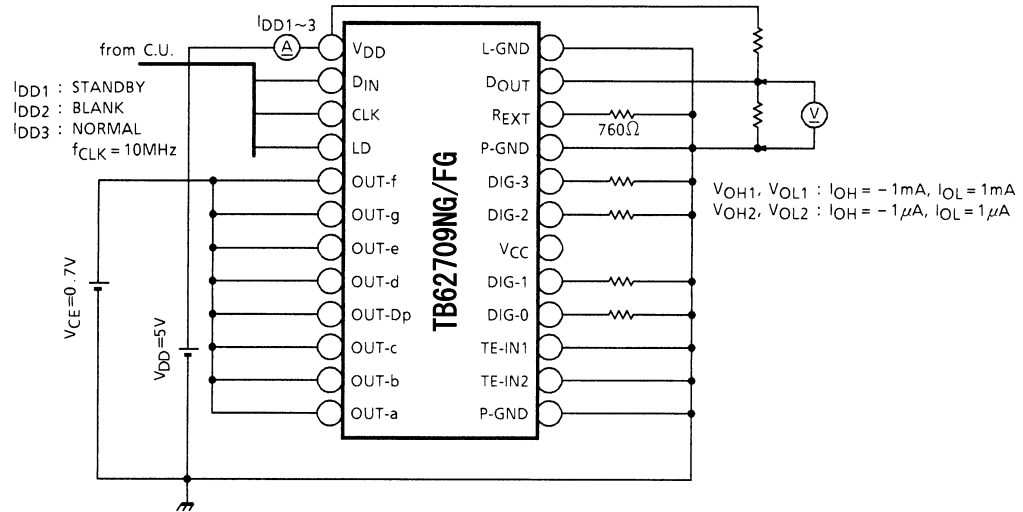 IDD1~3
A
from C.U.
IDD1 : STANDBY
IDD2 : BLANK
IDD3 : NORMAL
fCLK = 10MHz
VDD
DIN
CLK
LD
OUT-f
OUT-g
OUT-e
OUT-d
OUT-Dp
OUT-c
OUT-b
OUT-a
TB62709NG/FG
L-GND
DOUT
REXT
P-GND
DIG-3
DIG-2
VCC
DIG-1
DIG-0
TE-IN1
TE-IN2
P-GND
760Ω
V
VOH1, VOL1 : IOH = −1mA, IOL = 1mA
VOH2, VOL2 : IOH = −1μA, IOL = 1μA
VCE=0.7V
VDD=5V